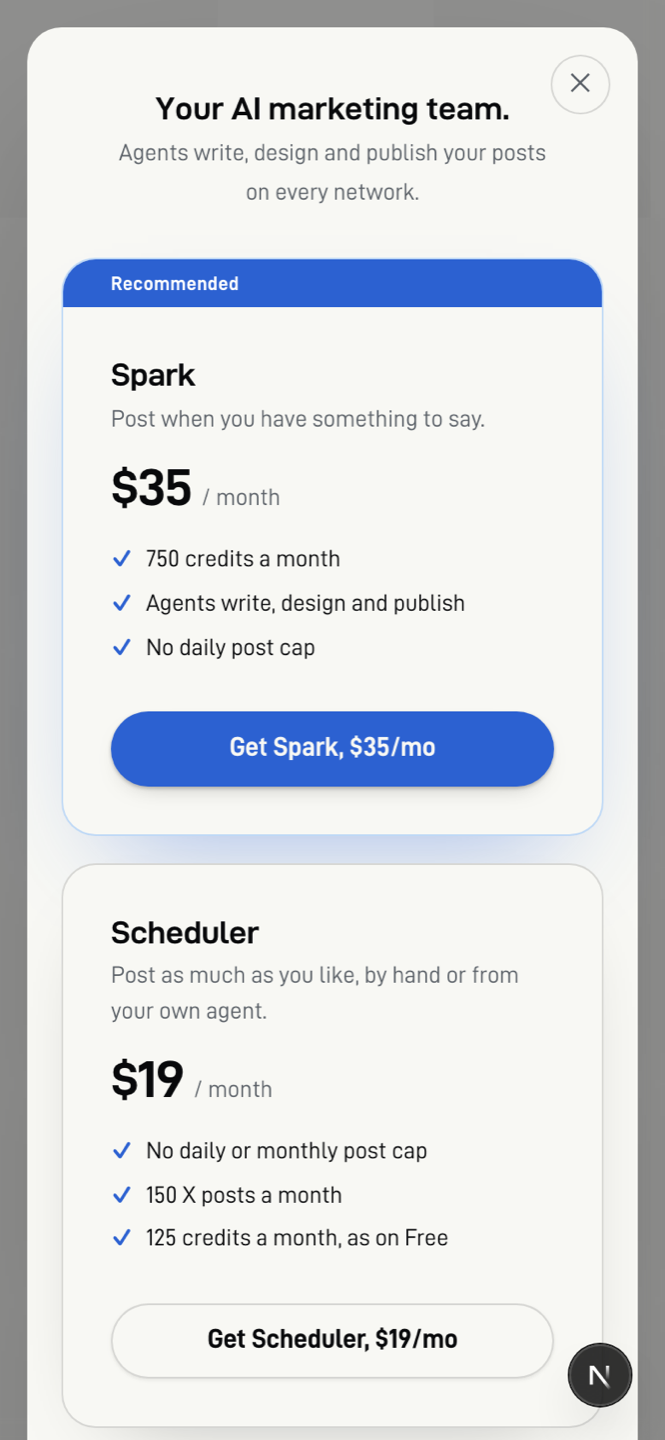 Your AI marketing team.
Agents write, design and publish your posts
on every network.
Recommended
Spark
Post when you have something to say.
$35 / month
750 credits a month
Agents write, design and publish
No daily post cap
Get Spark, $35/mo
Scheduler
Post as much as you like, by hand or from
your own agent.
$19 / month
No daily or monthly post cap
150 X posts a month
125 credits a month, as on Free
Get Scheduler, $19/mo
N